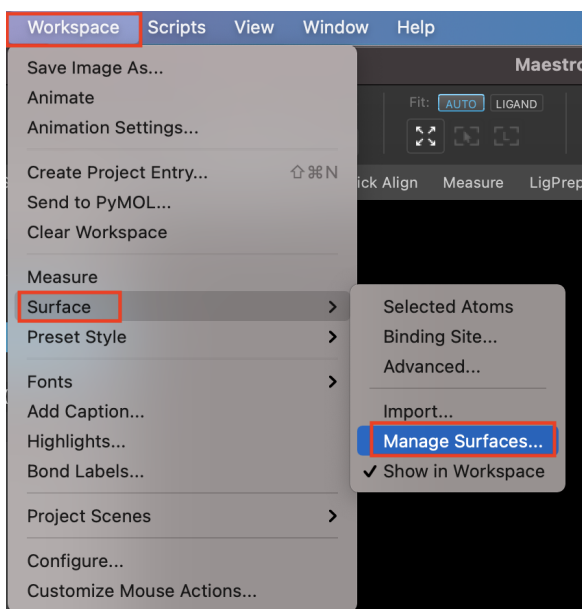 Workspace Scripts View Window Help
Maestro
Save Image As...
Animate
Animation Settings...
Fit: AUTO LIGAND
Create Project Entry... ⇧⌘N
Send to PyMOL...
Clear Workspace
ick Align Measure LigPrep
Measure
Surface
Preset Style
Fonts
Add Caption...
Highlights...
Bond Labels...
Project Scenes
Configure...
Customize Mouse Actions...
Selected Atoms
Binding Site...
Advanced...
Import...
Manage Surfaces...
✓ Show in Workspace